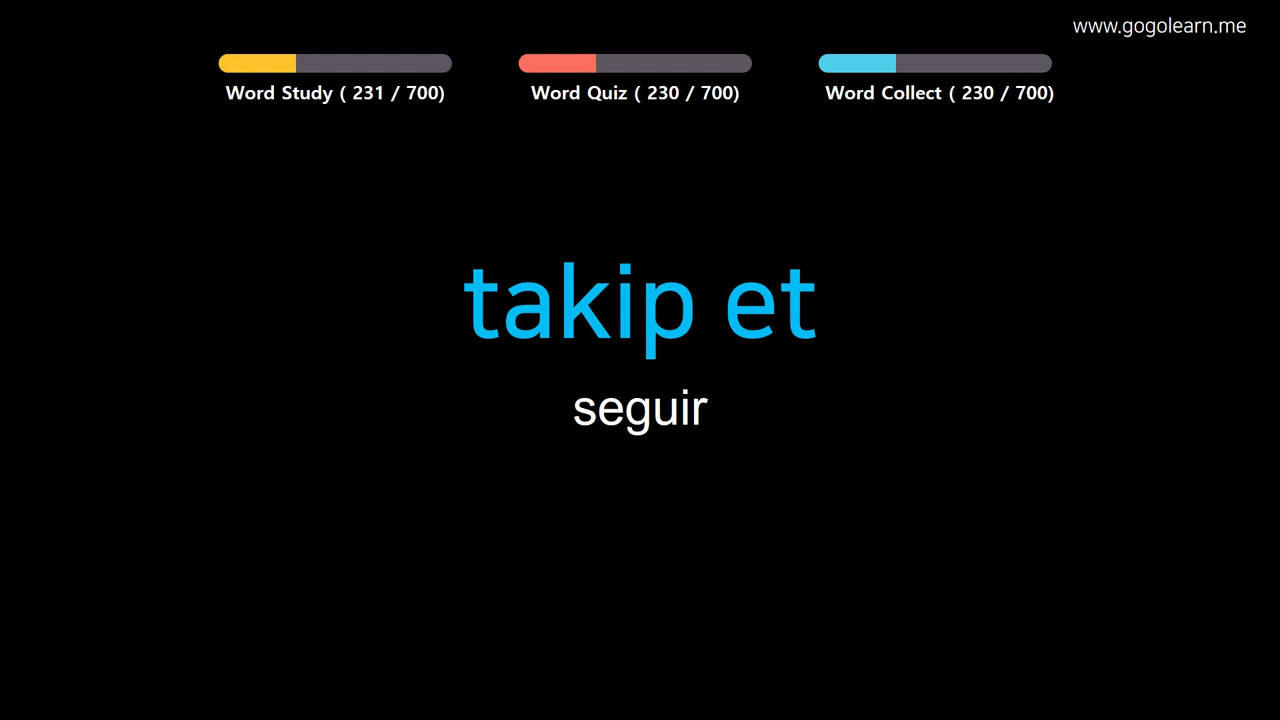 www.gogolearn.me
Word Study ( 231 / 700)
Word Quiz ( 230 / 700)
Word Collect ( 230 / 700)
takip et
seguir